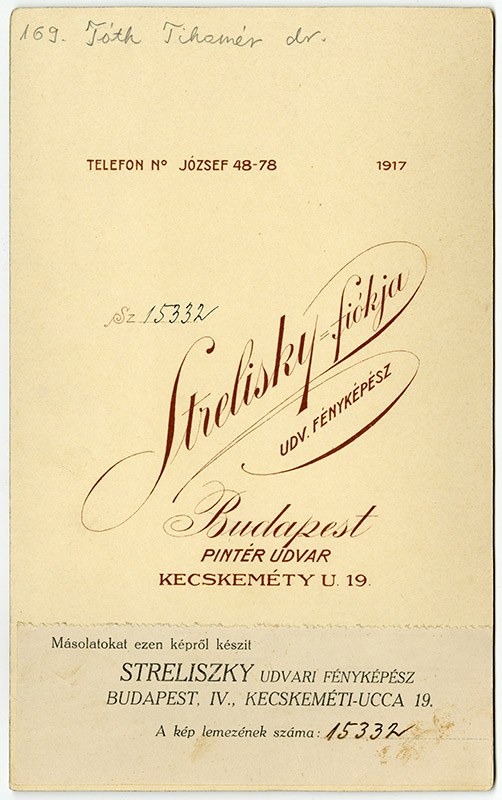 169. Tóth Tihamér dr.
TELEFON Nº JÓZSEF 48-78 1917
Sz 15332
Strelisky=fiókja
UDV. FÉNYKÉPÉSZ
Budapest
PINTÉR UDVAR
KECSKEMÉTY U. 19.
Másolatokat ezen képről készit
STRELISZKY UDVARI FÉNYKÉPÉSZ
BUDAPEST, IV., KECSKEMÉTI-UCCA 19.
A kép lemezének száma: 15332